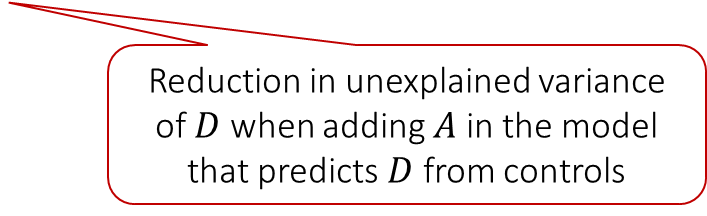 Reduction in unexplained variance
of D when adding A in the model
that predicts D from controls